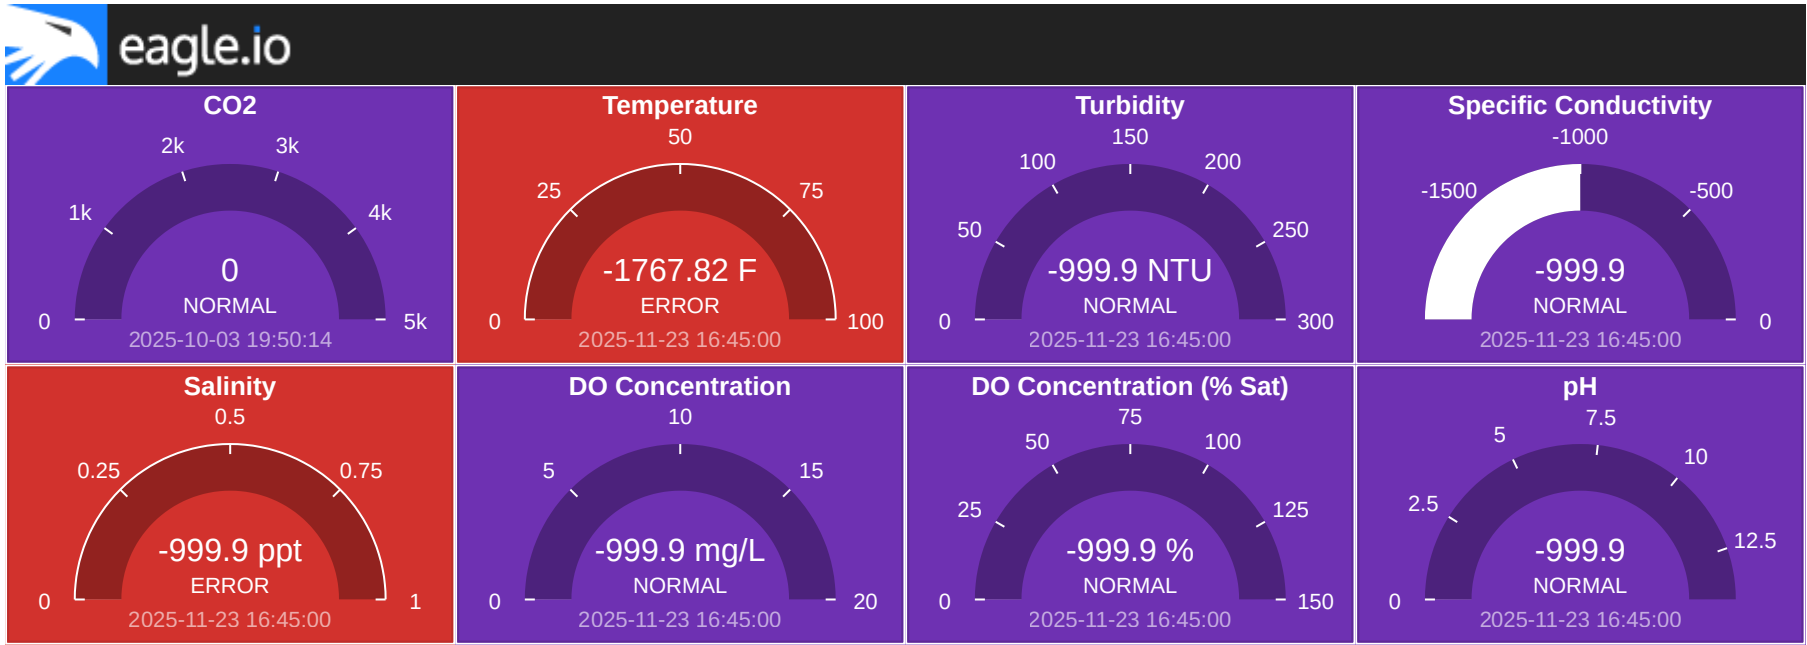 eagle.io
CO2
2k
3k
1k
4k
0
NORMAL
0
5k
2025-10-03 19:50:14
Temperature
50
25
75
-1767.82 F
ERROR
0
100
2025-11-23 16:45:00
Turbidity
150
100
200
50
250
-999.9 NTU
NORMAL
0
300
2025-11-23 16:45:00
Specific Conductivity
-1000
-1500
-500
-999.9
NORMAL
0
2025-11-23 16:45:00
Salinity
0.5
0.25
0.75
-999.9 ppt
ERROR
0
1
2025-11-23 16:45:00
DO Concentration
10
5
15
-999.9 mg/L
NORMAL
0
20
2025-11-23 16:45:00
DO Concentration (% Sat)
75
50
100
25
125
-999.9 %
NORMAL
0
150
2025-11-23 16:45:00
pH
7.5
5
10
2.5
12.5
-999.9
NORMAL
0
2025-11-23 16:45:00